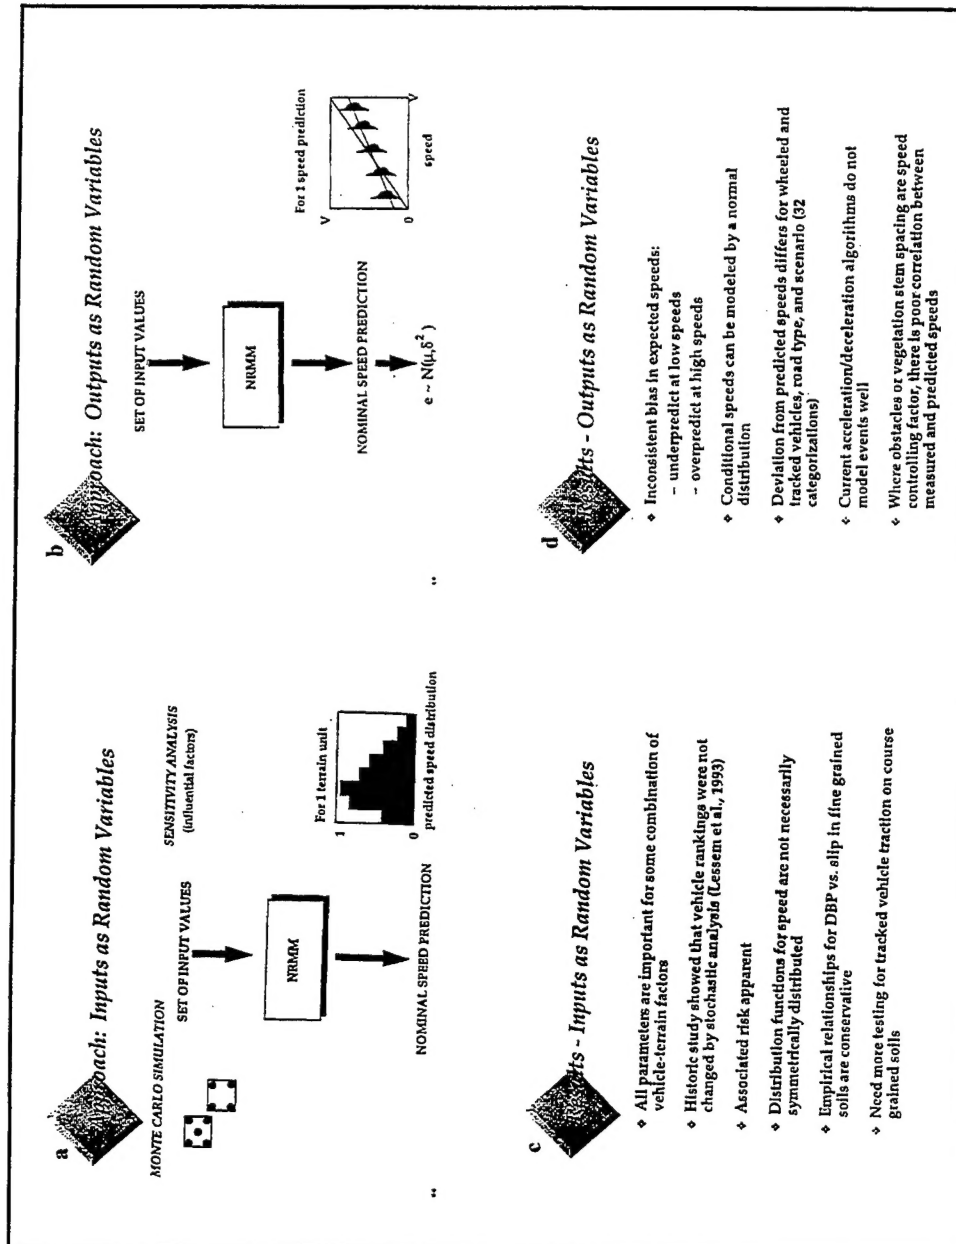 a
Approach: Inputs as Random Variables
MONTE CARLO SIMULATION
SET OF INPUT VALUES
SENSITIVITY ANALYSIS
(influential factors)
NRMM
For 1 terrain unit
1
0
predicted speed distribution
NOMINAL SPEED PREDICTION
b
Approach: Outputs as Random Variables
SET OF INPUT VALUES
NRMM
For 1 speed prediction
V
0
V
speed
NOMINAL SPEED PREDICTION
e ~ N(μ,δ²)
c
Results - Inputs as Random Variables
❖ All parameters are important for some combination of
vehicle-terrain factors
❖ Historic study showed that vehicle rankings were not
changed by stochastic analysis (Lessem et al., 1993)
❖ Associated risk apparent
❖ Distribution functions for speed are not necessarily
symmetrically distributed
❖ Empirical relationships for DBP vs. slip in fine grained
soils are conservative
❖ Need more testing for tracked vehicle traction on course
grained soils
d
Results - Outputs as Random Variables
❖ Inconsistent bias in expected speeds:
– underpredict at low speeds
– overpredict at high speeds
❖ Conditional speeds can be modeled by a normal
distribution
❖ Deviation from predicted speeds differs for wheeled and
tracked vehicles, road type, and scenario (32
categorizations)
❖ Current acceleration/deceleration algorithms do not
model events well
❖ Where obstacles or vegetation stem spacing are speed
controlling factor, there is poor correlation between
measured and predicted speeds